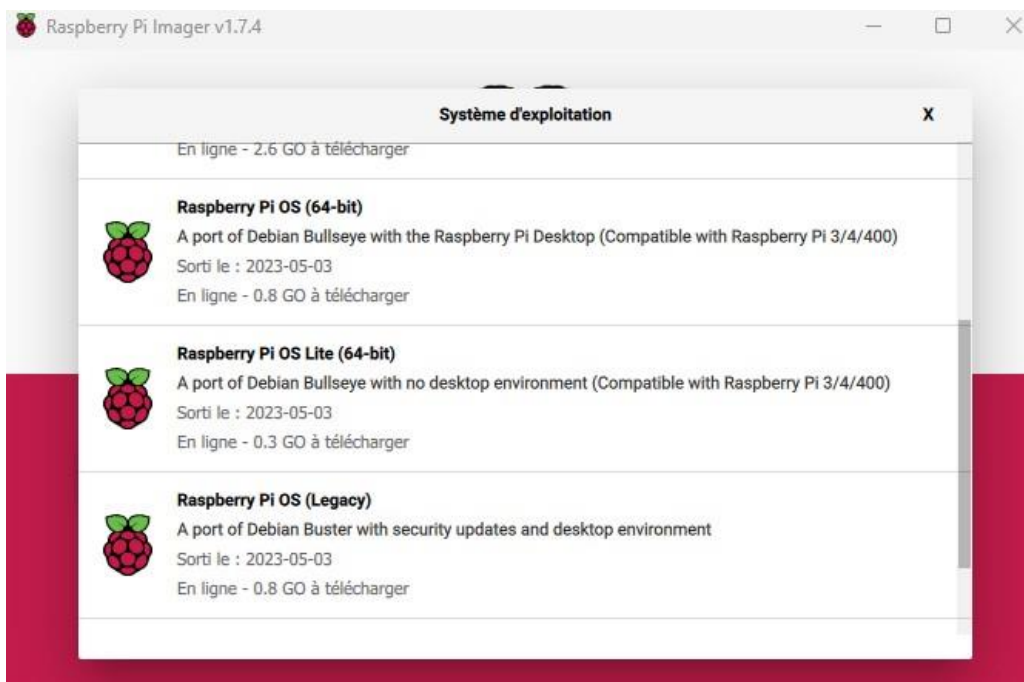 Raspberry Pi Imager v1.7.4
Système d'exploitation
X
En ligne - 2.6 GO à télécharger
Raspberry Pi OS (64-bit)
A port of Debian Bullseye with the Raspberry Pi Desktop (Compatible with Raspberry Pi 3/4/400)
Sorti le : 2023-05-03
En ligne - 0.8 GO à télécharger
Raspberry Pi OS Lite (64-bit)
A port of Debian Bullseye with no desktop environment (Compatible with Raspberry Pi 3/4/400)
Sorti le : 2023-05-03
En ligne - 0.3 GO à télécharger
Raspberry Pi OS (Legacy)
A port of Debian Buster with security updates and desktop environment
Sorti le : 2023-05-03
En ligne - 0.8 GO à télécharger